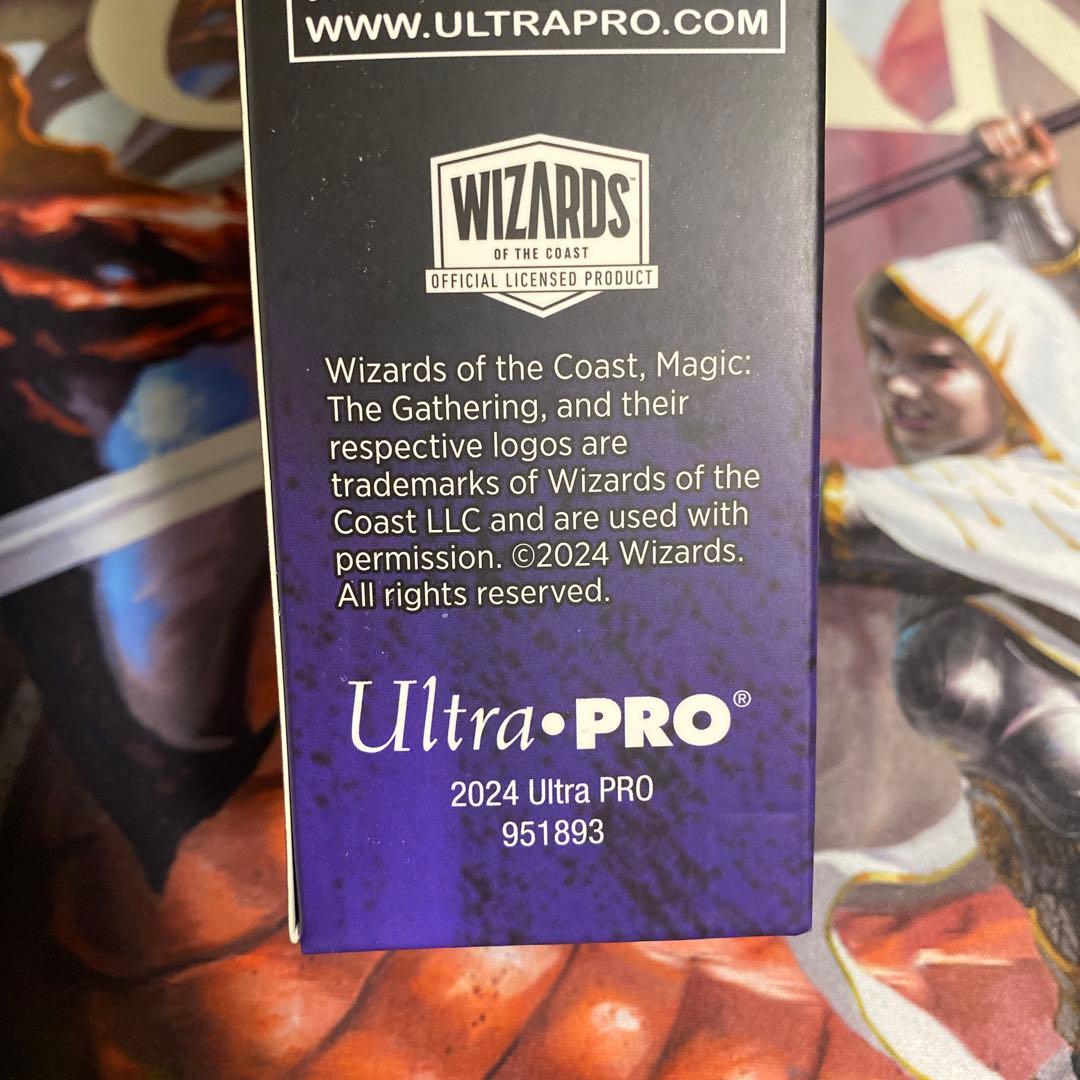 WWW.ULTRAPRO.COM
WIZARDS™
OF THE COAST
OFFICIAL LICENSED PRODUCT
Wizards of the Coast, Magic:
The Gathering, and their
respective logos are
trademarks of Wizards of the
Coast LLC and are used with
permission. ©2024 Wizards.
All rights reserved.
Ultra•PRO®
2024 Ultra PRO
951893